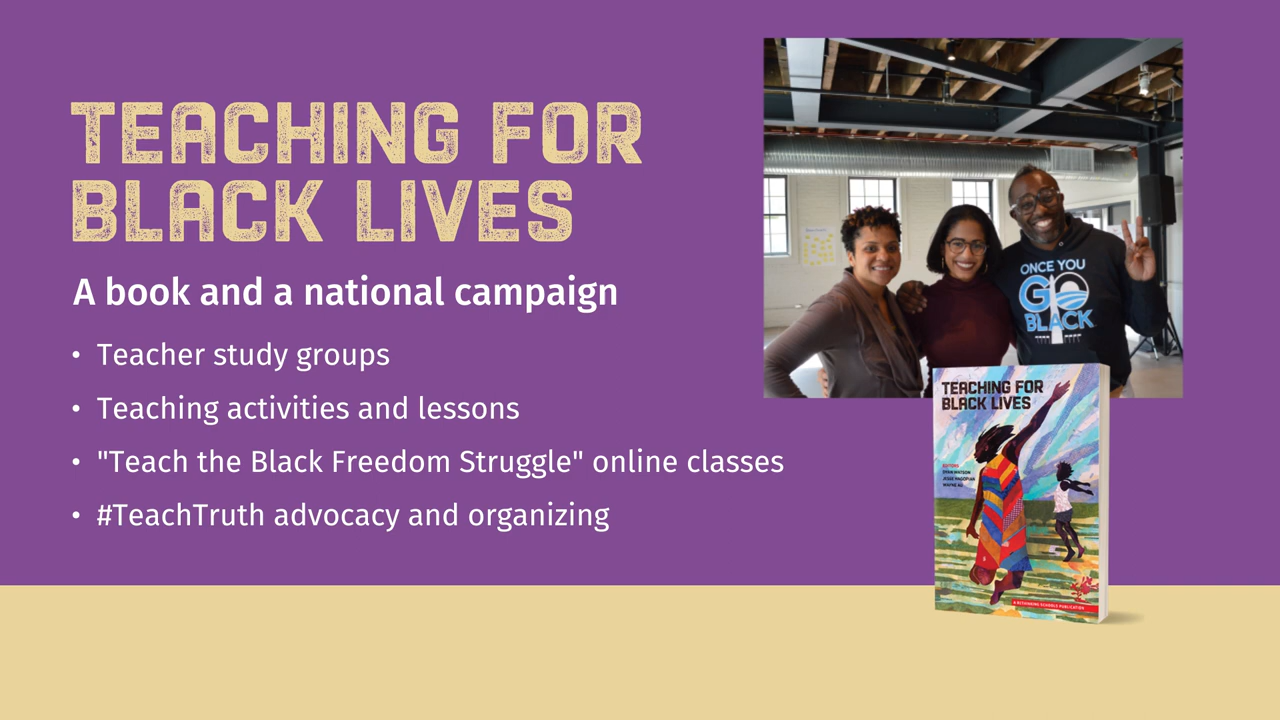 TEACHING FOR
BLACK LIVES
A book and a national campaign
• Teacher study groups
• Teaching activities and lessons
• "Teach the Black Freedom Struggle" online classes
• #TeachTruth advocacy and organizing
ONCE YOU
GO
BLACK
TEACHING FOR
BLACK LIVES
EDITORS
DYAN WATSON
JESSE HAGOPIAN
WAYNE AU
A RETHINKING SCHOOLS PUBLICATION